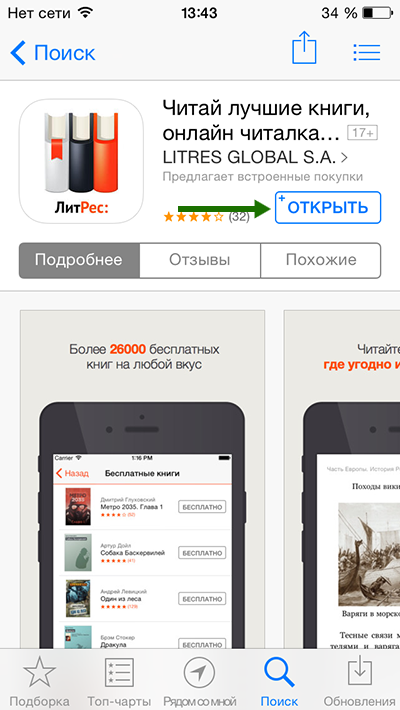 Нет сети 13:43 34 %
Поиск
Читай лучшие книги,
онлайн читалка… 17+
LITRES GLOBAL S.A. >
Предлагает встроенные покупки
ЛитРес:
★★★★☆ (32) + ОТКРЫТЬ
Подробнее Отзывы Похожие
Более 26000 бесплатных
книг на любой вкус
Читайте
где угодно и
Carrier 1:16 PM
Назад Бесплатные книги
Дмитрий Глуховский
Метро 2035. Глава 1
БЕСПЛАТНО
Артур Дойл
Собака Баскервилей
(41)
БЕСПЛАТНО
Андрей Левицкий
Один из леса
БЕСПЛАТНО
Брэм Стокер
Дракула
БЕСПЛАТНО
Часть Европы. История Р
Походы вики
Варяги в морско
Тесные связи м
телями и варяга
Подборка Топ-чарты Рядом со мной Поиск Обновления